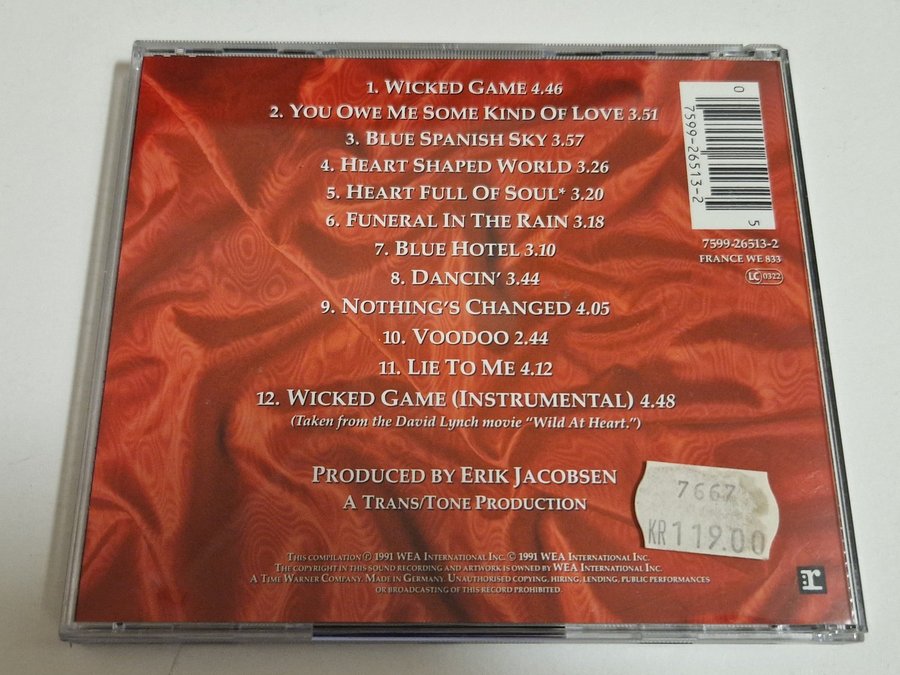 1. WICKED GAME 4.46
2. YOU OWE ME SOME KIND OF LOVE 3.51
3. BLUE SPANISH SKY 3.57
4. HEART SHAPED WORLD 3.26
5. HEART FULL OF SOUL* 3.20
6. FUNERAL IN THE RAIN 3.18
7. BLUE HOTEL 3.10
8. DANCIN' 3.44
9. NOTHING'S CHANGED 4.05
10. VOODOO 2.44
11. LIE TO ME 4.12
12. WICKED GAME (INSTRUMENTAL) 4.48
(Taken from the David Lynch movie "Wild At Heart.")
PRODUCED BY ERIK JACOBSEN
A TRANS/TONE PRODUCTION
THIS COMPILATION ℗ 1991 WEA INTERNATIONAL INC. © 1991 WEA INTERNATIONAL INC.
THE COPYRIGHT IN THIS SOUND RECORDING AND ARTWORK IS OWNED BY WEA INTERNATIONAL INC.
A TIME WARNER COMPANY. MADE IN GERMANY. UNAUTHORISED COPYING, HIRING, LENDING, PUBLIC PERFORMANCES
OR BROADCASTING OF THIS RECORD PROHIBITED.
0 7599-26513-2 5
7599-26513-2
FRANCE WE 833
LC 0322
7667
KR 119.00
:r